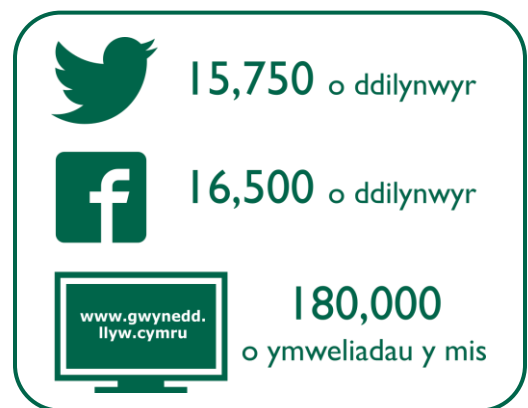 15,750 o ddilynwyr
16,500 o ddilynwyr
www.gwynedd.
llyw.cymru
180,000
o ymweliadau y mis